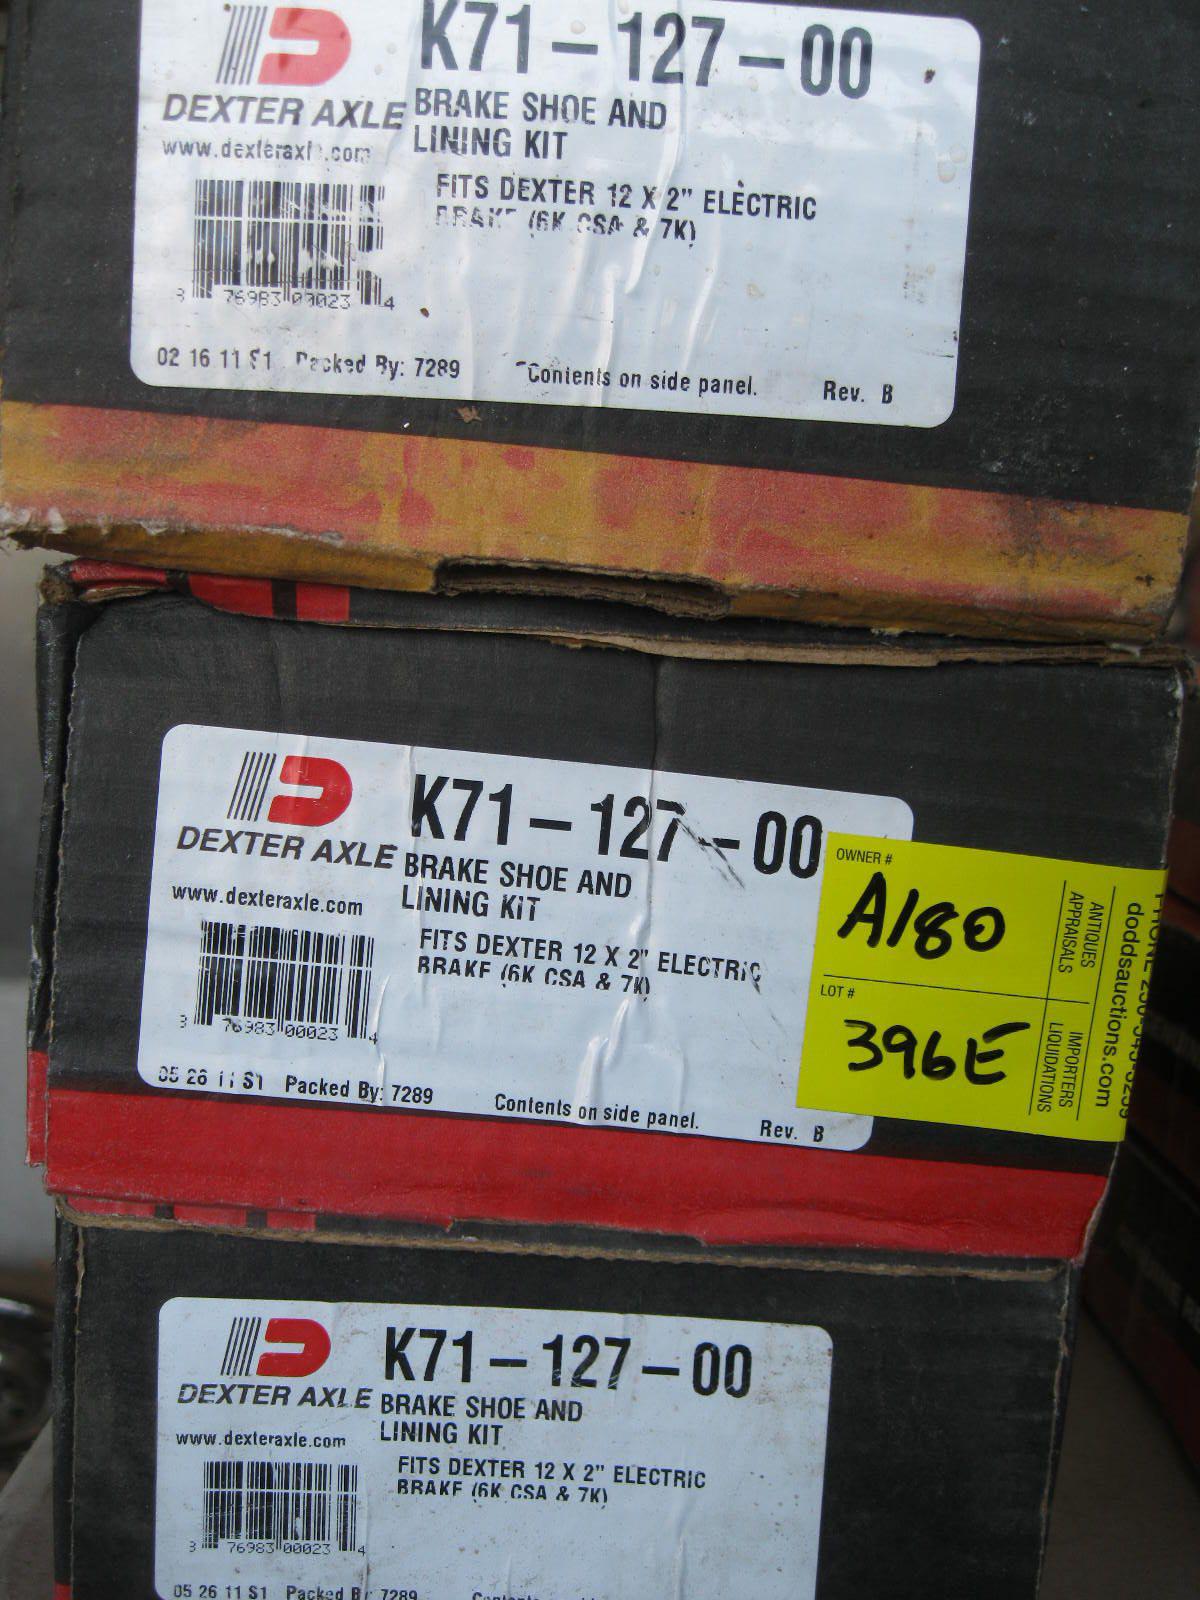 K71-127-00
DEXTER AXLE
BRAKE SHOE AND
LINING KIT
www.dexteraxle.com
FITS DEXTER 12 X 2" ELECTRIC
BRAKE (6K CSA & 7K)
3 76983 00023 4
02 16 11 S1 Packed By: 7289 Contents on side panel. Rev. B
K71-127-00
DEXTER AXLE
BRAKE SHOE AND
LINING KIT
www.dexteraxle.com
FITS DEXTER 12 X 2" ELECTRIC
BRAKE (6K CSA & 7K)
3 76983 00023 4
05 26 11 S1 Packed By: 7289 Contents on side panel. Rev. B
OWNER #
A180
LOT #
396E
ANTIQUES
APPRAISALS
IMPORTERS
LIQUIDATIONS
doddsauctions.com
K71-127-00
DEXTER AXLE
BRAKE SHOE AND
LINING KIT
www.dexteraxle.com
FITS DEXTER 12 X 2" ELECTRIC
BRAKE (6K CSA & 7K)
3 76983 00023 4
05 26 11 S1 Packed By: 7289